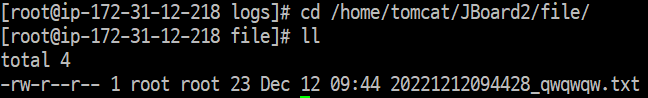 [root@ip-172-31-12-218 logs]# cd /home/tomcat/JBoard2/file/
[root@ip-172-31-12-218 file]# ll
total 4
-rw-r--r-- 1 root root 23 Dec 12 09:44 20221212094428_qwqwqw.txt